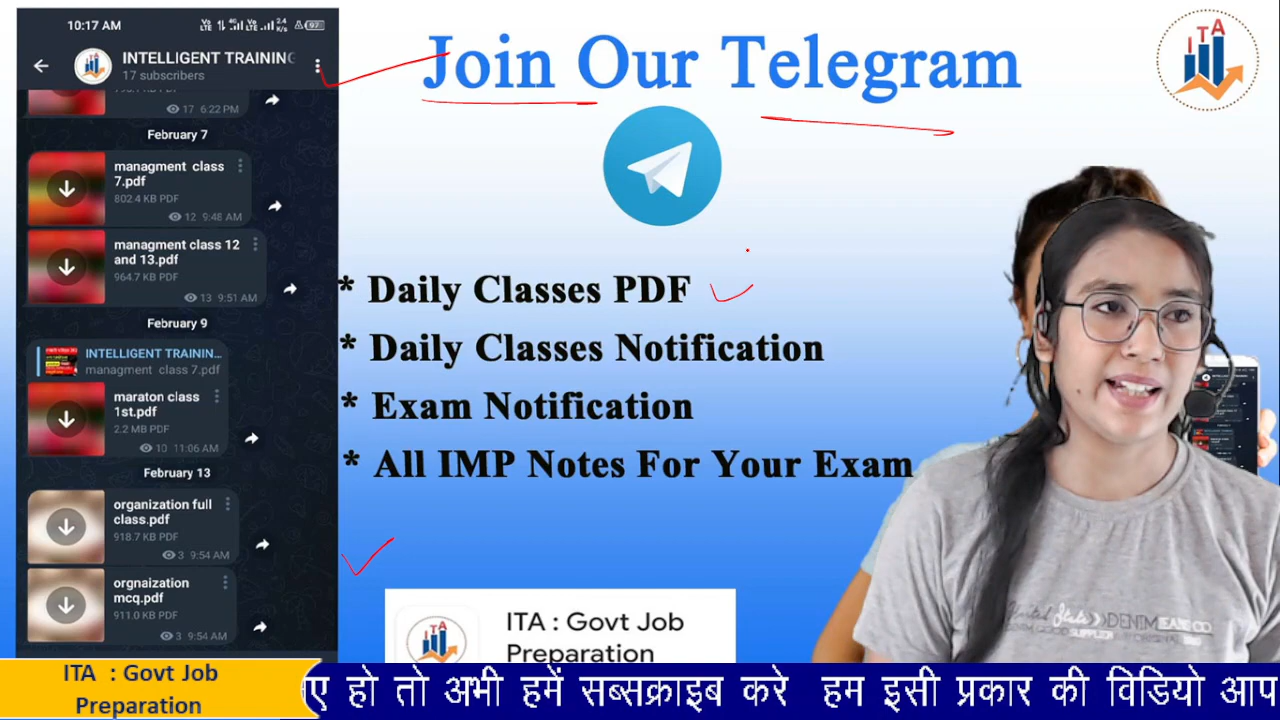 10:17 AM
INTELLIGENT TRAINING
17 subscribers
17 6:22 PM
February 7
managment class
7.pdf
802.4 KB PDF
12 9:48 AM
managment class 12
and 13.pdf
964.7 KB PDF
13 9:51 AM
February 9
INTELLIGENT TRAININ...
managment class 7.pdf
maraton class
1st.pdf
2.2 MB PDF
10 11:06 AM
February 13
organization full
class.pdf
918.7 KB PDF
3 9:54 AM
orgnaization
mcq.pdf
911.0 KB PDF
3 9:54 AM
Join Our Telegram
ITA
* Daily Classes PDF
* Daily Classes Notification
* Exam Notification
* All IMP Notes For Your Exam
ITA
ITA : Govt Job
Preparation
DENIM
SUPPLIER
ITA : Govt Job
Preparation
हो तो अभी हमें सब्सक्राइब करे हम इसी प्रकार की विडियो आप